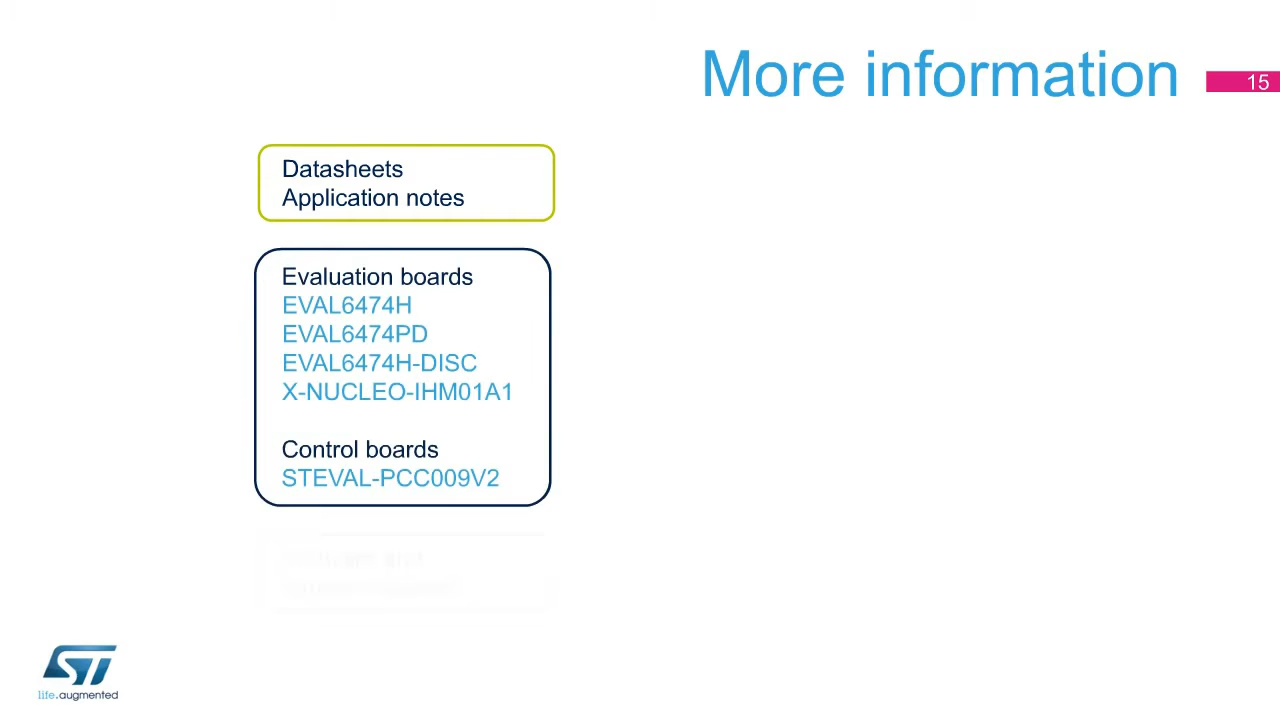 More information
15
Datasheets
Application notes
Evaluation boards
EVAL6474H
EVAL6474PD
EVAL6474H-DISC
X-NUCLEO-IHM01A1
Control boards
STEVAL-PCC009V2
ST
life.augmented